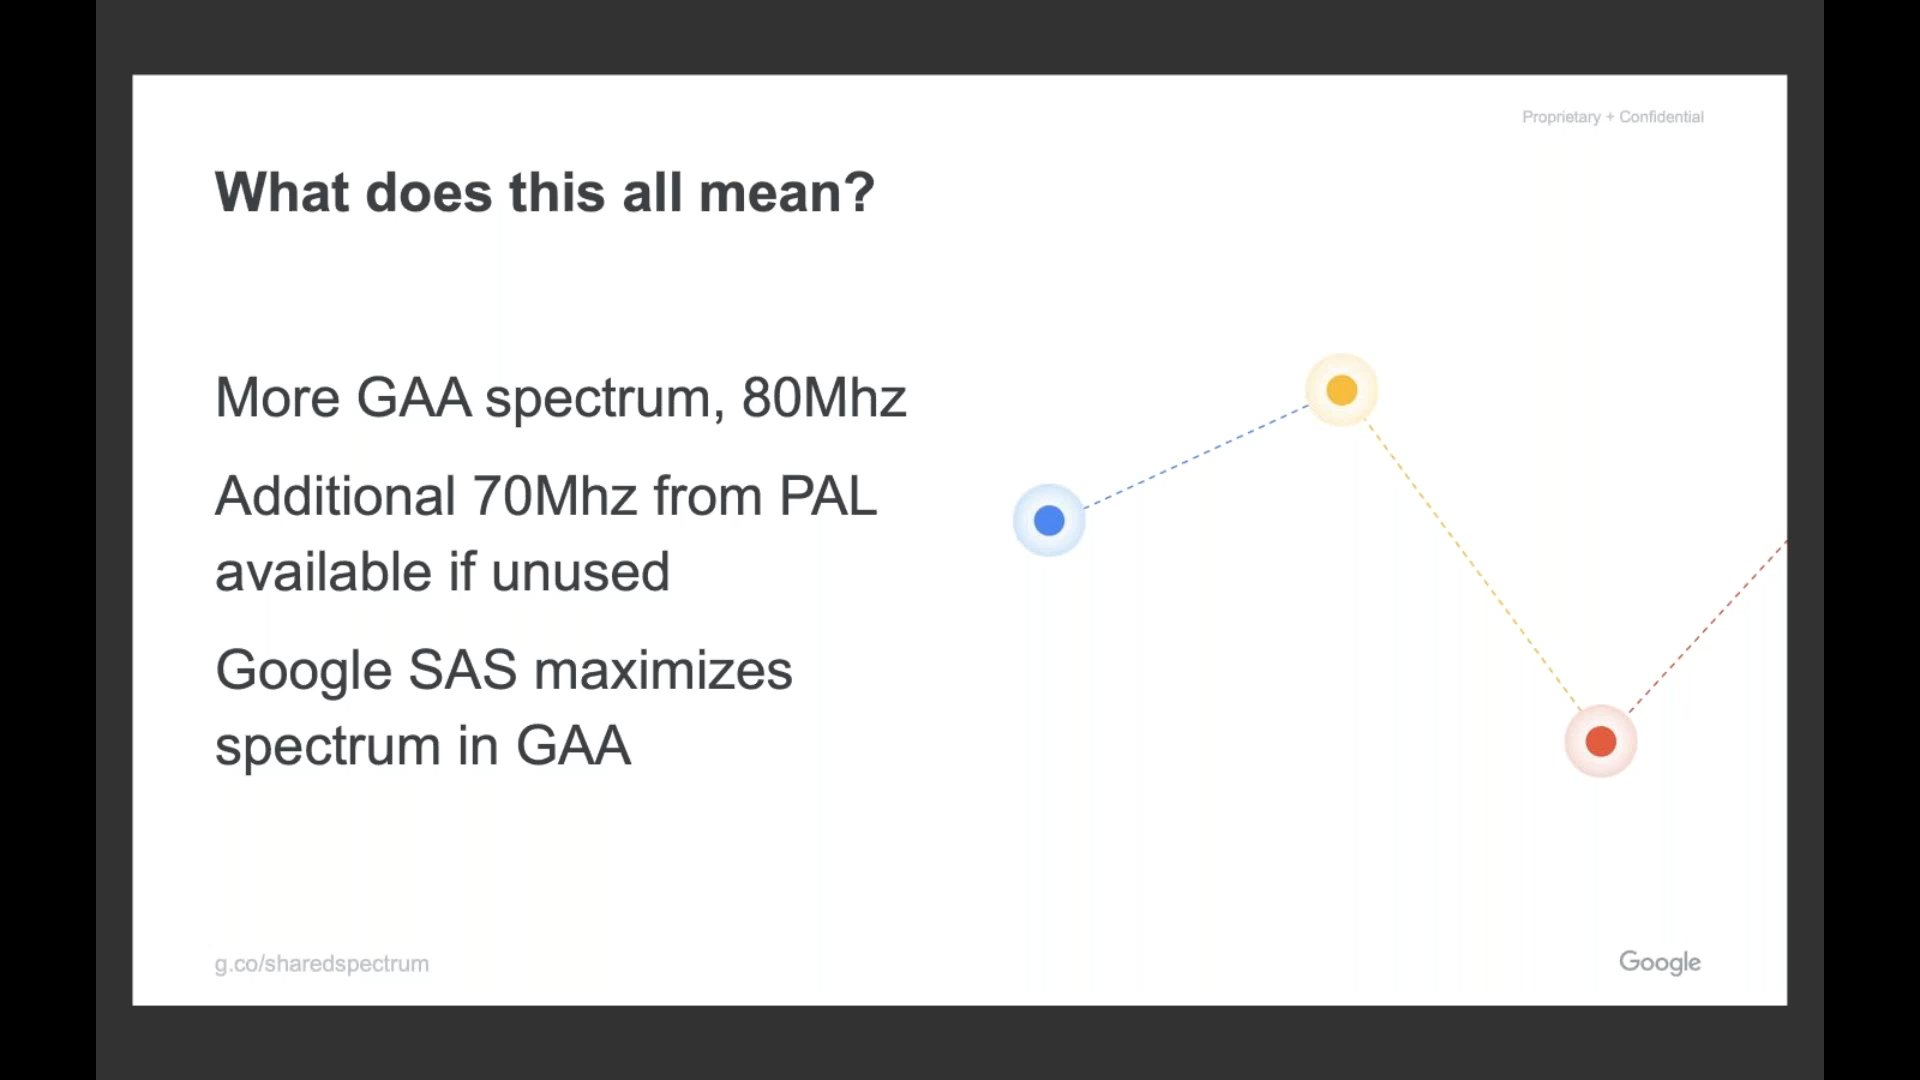 Proprietary + Confidential
What does this all mean?
More GAA spectrum, 80Mhz
Additional 70Mhz from PAL
available if unused
Google SAS maximizes
spectrum in GAA
g.co/sharedspectrum
Google